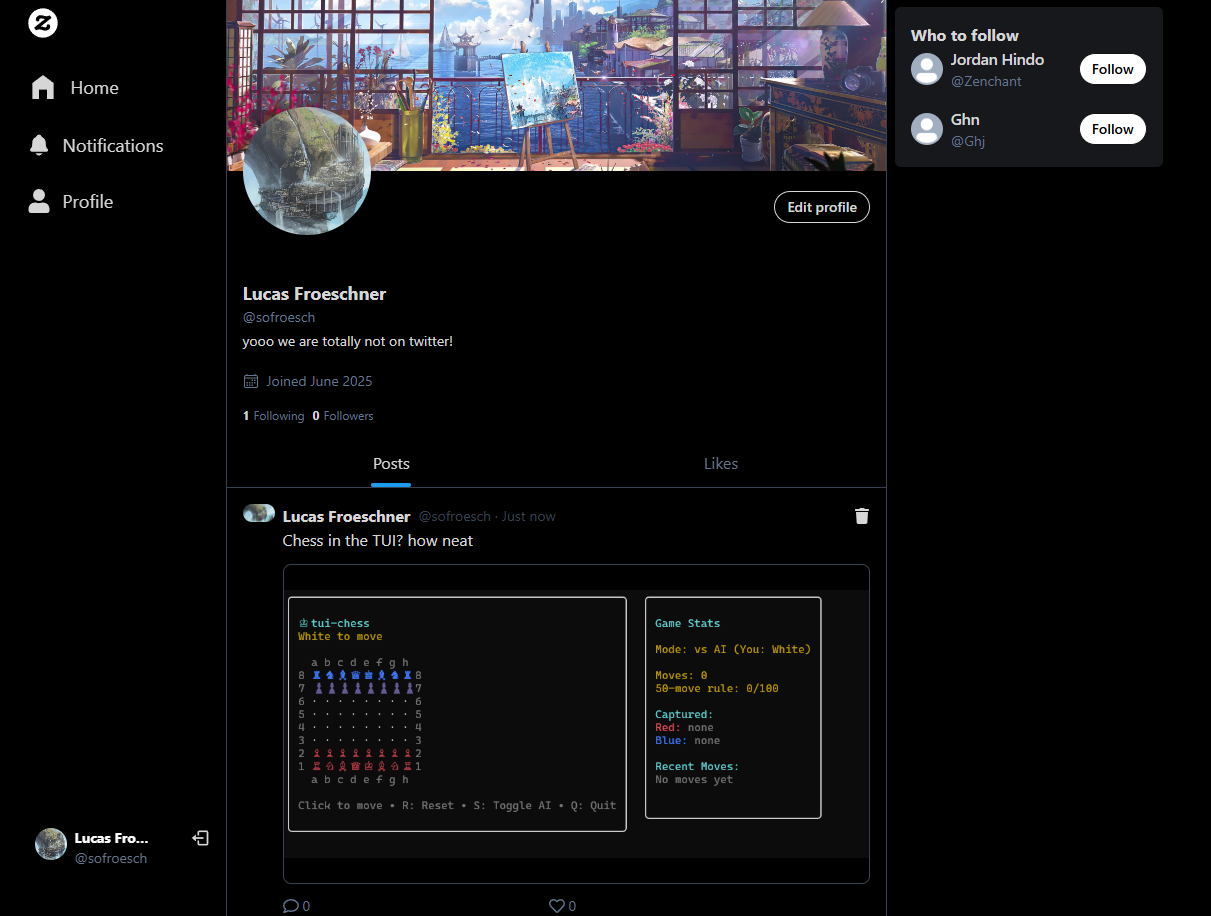 Z
Home
Notifications
Profile
Lucas Fro...
@sofroesch
Edit profile
Lucas Froeschner
@sofroesch
yooo we are totally not on twitter!
Joined June 2025
1 Following 0 Followers
Posts Likes
Lucas Froeschner @sofroesch · Just now
Chess in the TUI? how neat
♔ tui-chess
White to move
a b c d e f g h
8 ♜ ♞ ♝ ♛ ♚ ♝ ♞ ♜ 8
7 ♟ ♟ ♟ ♟ ♟ ♟ ♟ ♟ 7
6 · · · · · · · · 6
5 · · · · · · · · 5
4 · · · · · · · · 4
3 · · · · · · · · 3
2 ♙ ♙ ♙ ♙ ♙ ♙ ♙ ♙ 2
1 ♖ ♘ ♗ ♕ ♔ ♗ ♘ ♖ 1
a b c d e f g h
Click to move • R: Reset • S: Toggle AI • Q: Quit
Game Stats
Mode: vs AI (You: White)
Moves: 0
50-move rule: 0/100
Captured:
Red: none
Blue: none
Recent Moves:
No moves yet
0 0
Who to follow
Jordan Hindo
@Zenchant
Follow
Ghn
@Ghj
Follow